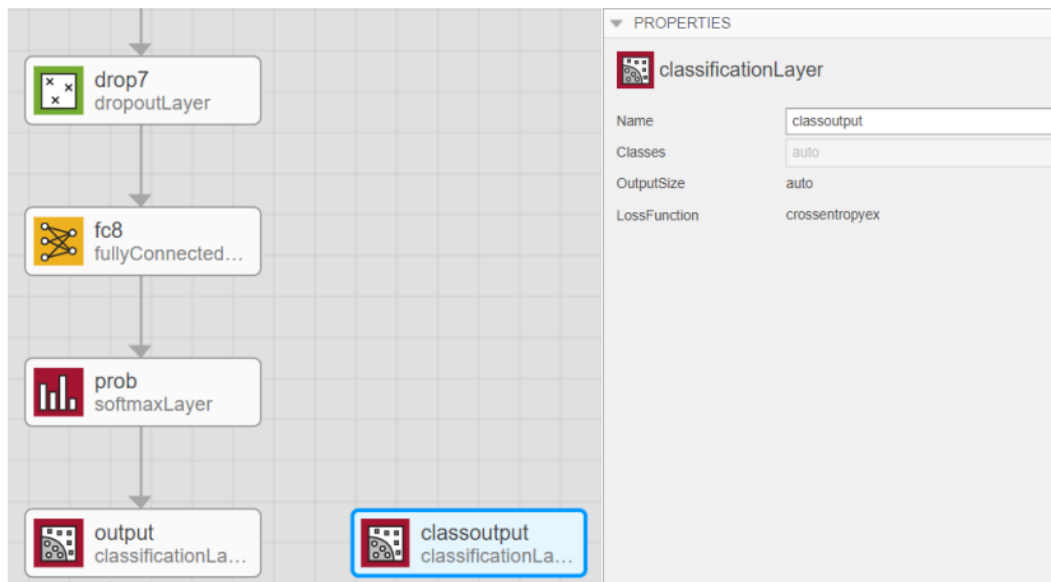 drop7
dropoutLayer
fc8
fullyConnected...
prob
softmaxLayer
output
classificationLa...
classoutput
classificationLa...
PROPERTIES
classificationLayer
Name classoutput
Classes auto
OutputSize auto
LossFunction crossentropyex